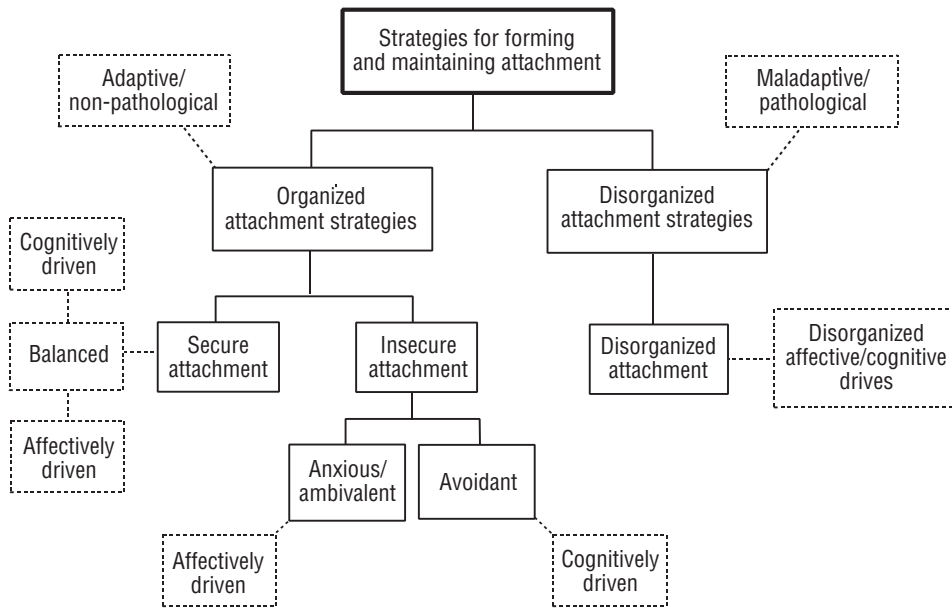 Strategies for forming
and maintaining attachment
Adaptive/
non-pathological
Maladaptive/
pathological
Organized
attachment strategies
Disorganized
attachment strategies
Cognitively
driven
Balanced
Affectively
driven
Secure
attachment
Insecure
attachment
Disorganized
attachment
Disorganized
affective/cognitive
drives
Anxious/
ambivalent
Avoidant
Affectively
driven
Cognitively
driven